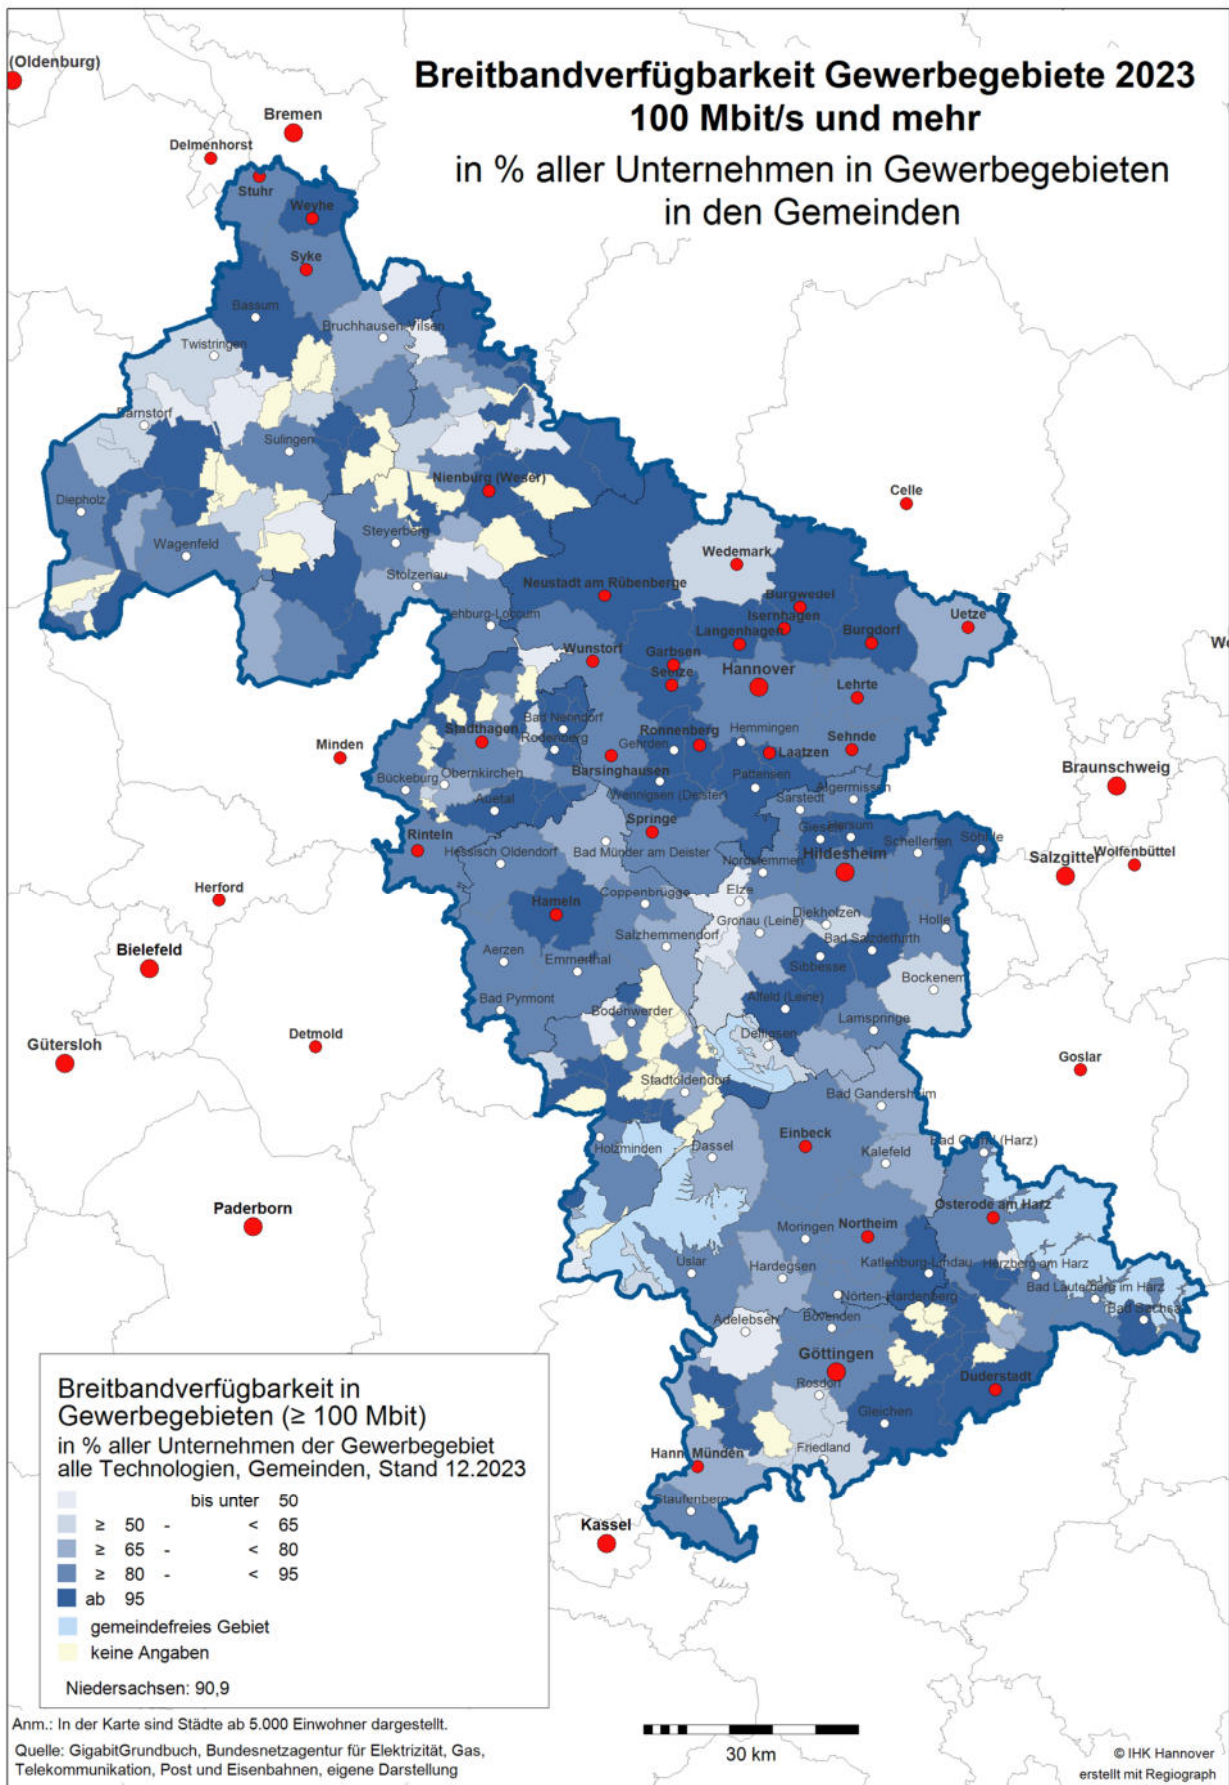 Breitbandverfügbarkeit Gewerbegebiete 2023
100 Mbit/s und mehr
in % aller Unternehmen in Gewerbegebieten
in den Gemeinden
(Oldenburg)
Bremen
Delmenhorst
Stuhr
Weyhe
Syke
Bassum
Bruchhausen-Vilsen
Twistringen
Barnstorf
Sulingen
Nienburg (Weser)
Diepholz
Celle
Steyerberg
Wagenfeld
Wedemark
Stolzenau
Neustadt am Rübenberge
Burgwedel
Rehburg-Loccum
Isernhagen
Uetze
Langenhagen
Burgdorf
Wunstorf
Garbsen
Seelze
Hannover
Lehrte
Bad Nenndorf
Stadthagen
Rodenberg
Gehrden
Ronnenberg
Hemmingen
Sehnde
Laatzen
Minden
Barsinghausen
Bückeburg
Obernkirchen
Pattensen
Braunschweig
Wennigsen (Deister)
Algermissen
Sarstedt
Auetal
Springe
Rinteln
Giesen
Harsum
Hessisch Oldendorf
Bad Münder am Deister
Schellerten
Söhlde
Nordstemmen
Hildesheim
Salzgitter
Wolfenbüttel
Herford
Elze
Coppenbrügge
Hameln
Gronau (Leine)
Diekholzen
Holle
Salzhemmendorf
Bad Salzdetfurth
Aerzen
Bielefeld
Emmerthal
Sibbesse
Bockenem
Bad Pyrmont
Alfeld (Leine)
Bodenwerder
Lamspringe
Detmold
Delligsen
Gütersloh
Goslar
Stadtoldendorf
Bad Gandersheim
Einbeck
Holzminden
Dassel
Kalefeld
Bad Grund (Harz)
Paderborn
Osterode am Harz
Moringen
Northeim
Uslar
Hardegsen
Katlenburg-Lindau
Herzberg am Harz
Bad Lauterberg im Harz
Nörten-Hardenberg
Bad Sachsa
Adelebsen
Bovenden
Göttingen
Duderstadt
Rosdorf
Gleichen
Friedland
Hann. Münden
Staufenberg
Kassel
Breitbandverfügbarkeit in
Gewerbegebieten (≥ 100 Mbit)
in % aller Unternehmen der Gewerbegebiet
alle Technologien, Gemeinden, Stand 12.2023
bis unter 50
≥ 50 - < 65
≥ 65 - < 80
≥ 80 - < 95
ab 95
gemeindefreies Gebiet
keine Angaben
Niedersachsen: 90,9
Anm.: In der Karte sind Städte ab 5.000 Einwohner dargestellt.
Quelle: GigabitGrundbuch, Bundesnetzagentur für Elektrizität, Gas,
Telekommunikation, Post und Eisenbahnen, eigene Darstellung
30 km
© IHK Hannover
erstellt mit Regiograph